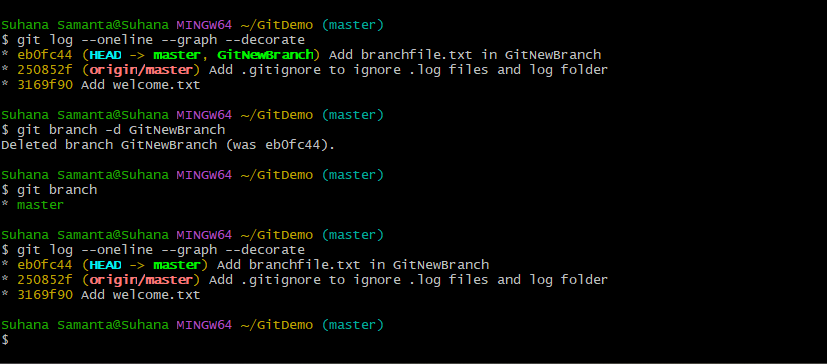 Suhana Samanta@Suhana MINGW64 ~/GitDemo (master)
$ git log --oneline --graph --decorate
* eb0fc44 (HEAD -> master, GitNewBranch) Add branchfile.txt in GitNewBranch
* 250852f (origin/master) Add .gitignore to ignore .log files and log folder
* 3169f90 Add welcome.txt
Suhana Samanta@Suhana MINGW64 ~/GitDemo (master)
$ git branch -d GitNewBranch
Deleted branch GitNewBranch (was eb0fc44).
Suhana Samanta@Suhana MINGW64 ~/GitDemo (master)
$ git branch
* master
Suhana Samanta@Suhana MINGW64 ~/GitDemo (master)
$ git log --oneline --graph --decorate
* eb0fc44 (HEAD -> master) Add branchfile.txt in GitNewBranch
* 250852f (origin/master) Add .gitignore to ignore .log files and log folder
* 3169f90 Add welcome.txt
Suhana Samanta@Suhana MINGW64 ~/GitDemo (master)
$